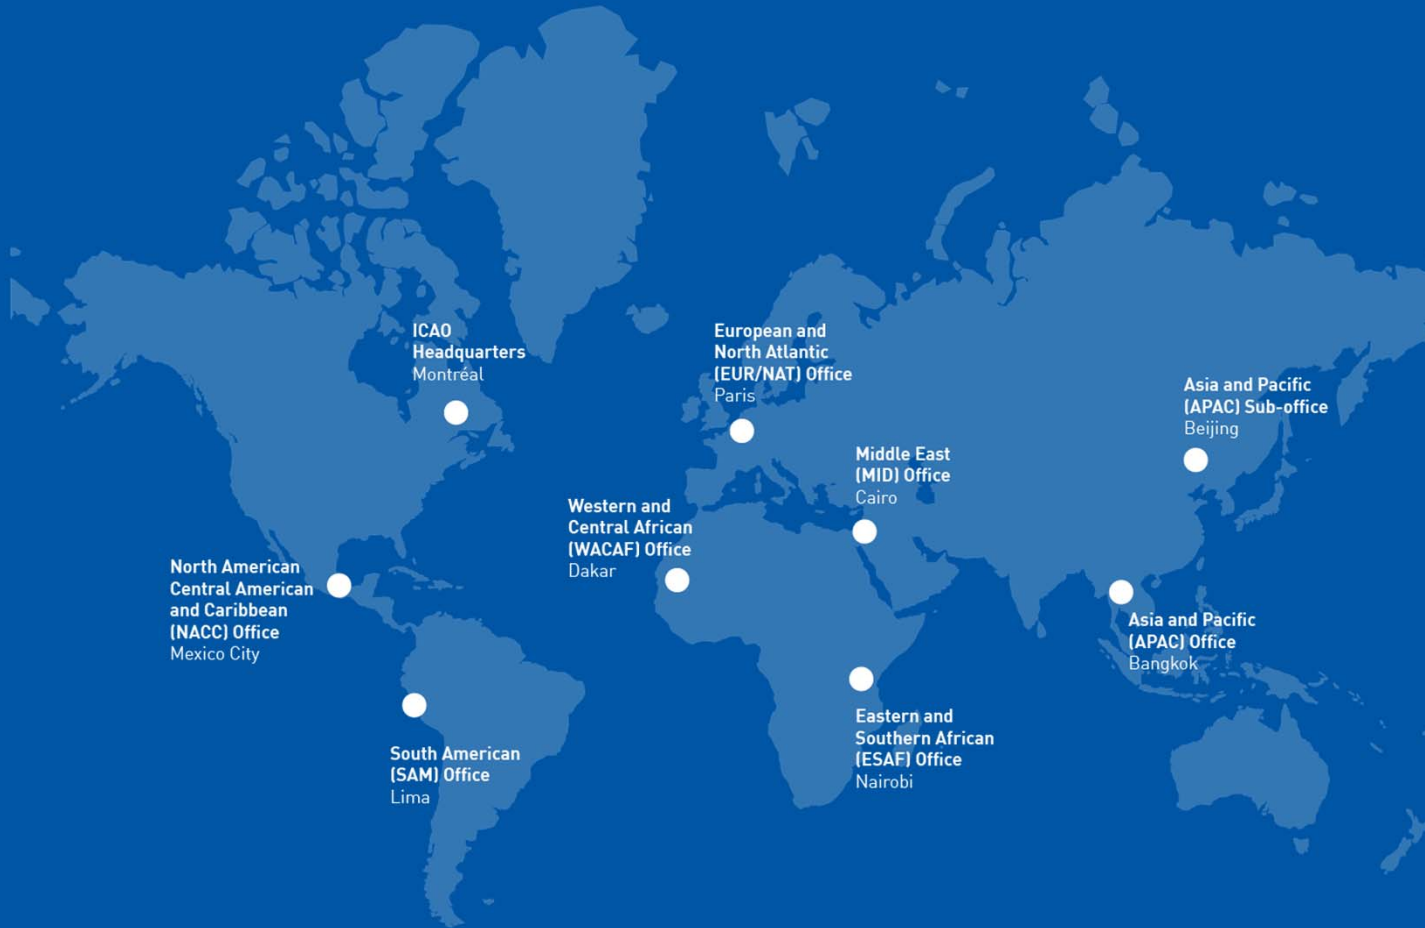 ICAO
Headquarters
Montréal
European and
North Atlantic
(EUR/NAT) Office
Paris
Asia and Pacific
(APAC) Sub-office
Beijing
Middle East
(MID) Office
Cairo
Western and
Central African
(WACAF) Office
Dakar
North American
Central American
and Caribbean
(NACC) Office
Mexico City
Asia and Pacific
(APAC) Office
Bangkok
Eastern and
Southern African
(ESAF) Office
Nairobi
South American
(SAM) Office
Lima